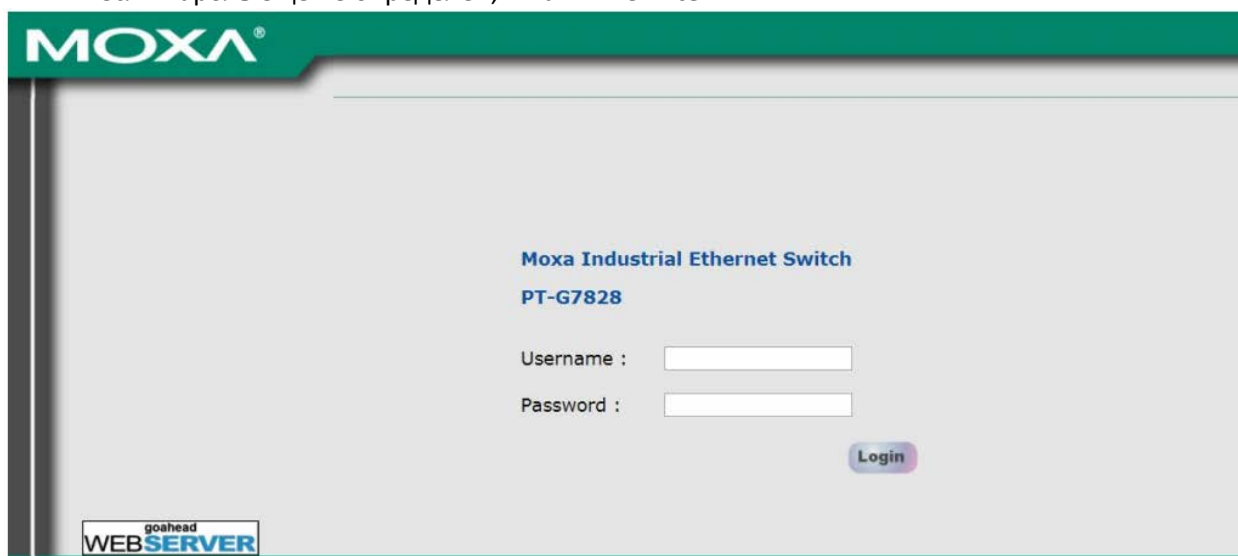 MOXA®
Moxa Industrial Ethernet Switch
PT-G7828
Username :
Password :
Login
goahead
WEBSERVER